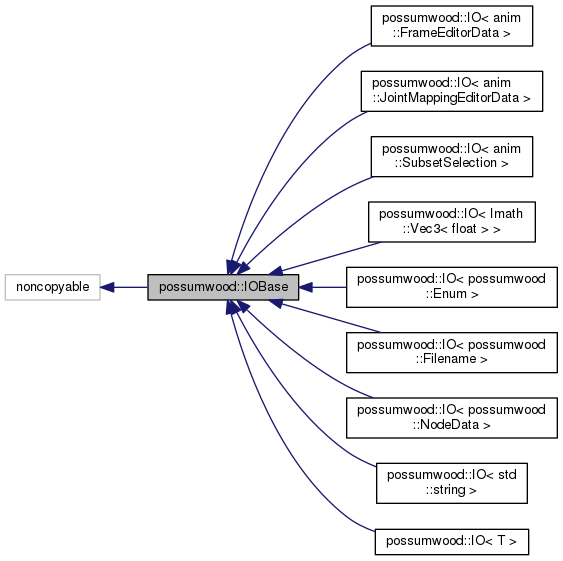 possumwood::IO< anim
::FrameEditorData >
possumwood::IO< anim
::JointMappingEditorData >
possumwood::IO< anim
::SubsetSelection >
possumwood::IO< Imath
::Vec3< float > >
noncopyable
possumwood::IOBase
possumwood::IO< possumwood
::Enum >
possumwood::IO< possumwood
::Filename >
possumwood::IO< possumwood
::NodeData >
possumwood::IO< std
::string >
possumwood::IO< T >